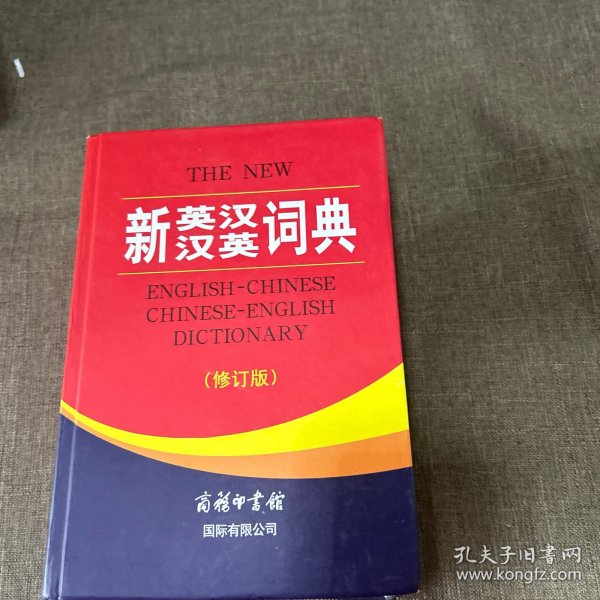 THE NEW
新英汉汉英词典
ENGLISH-CHINESE
CHINESE-ENGLISH
DICTIONARY
(修订版)
商務印書館
国际有限公司
孔夫子旧书网
www.kongfz.com